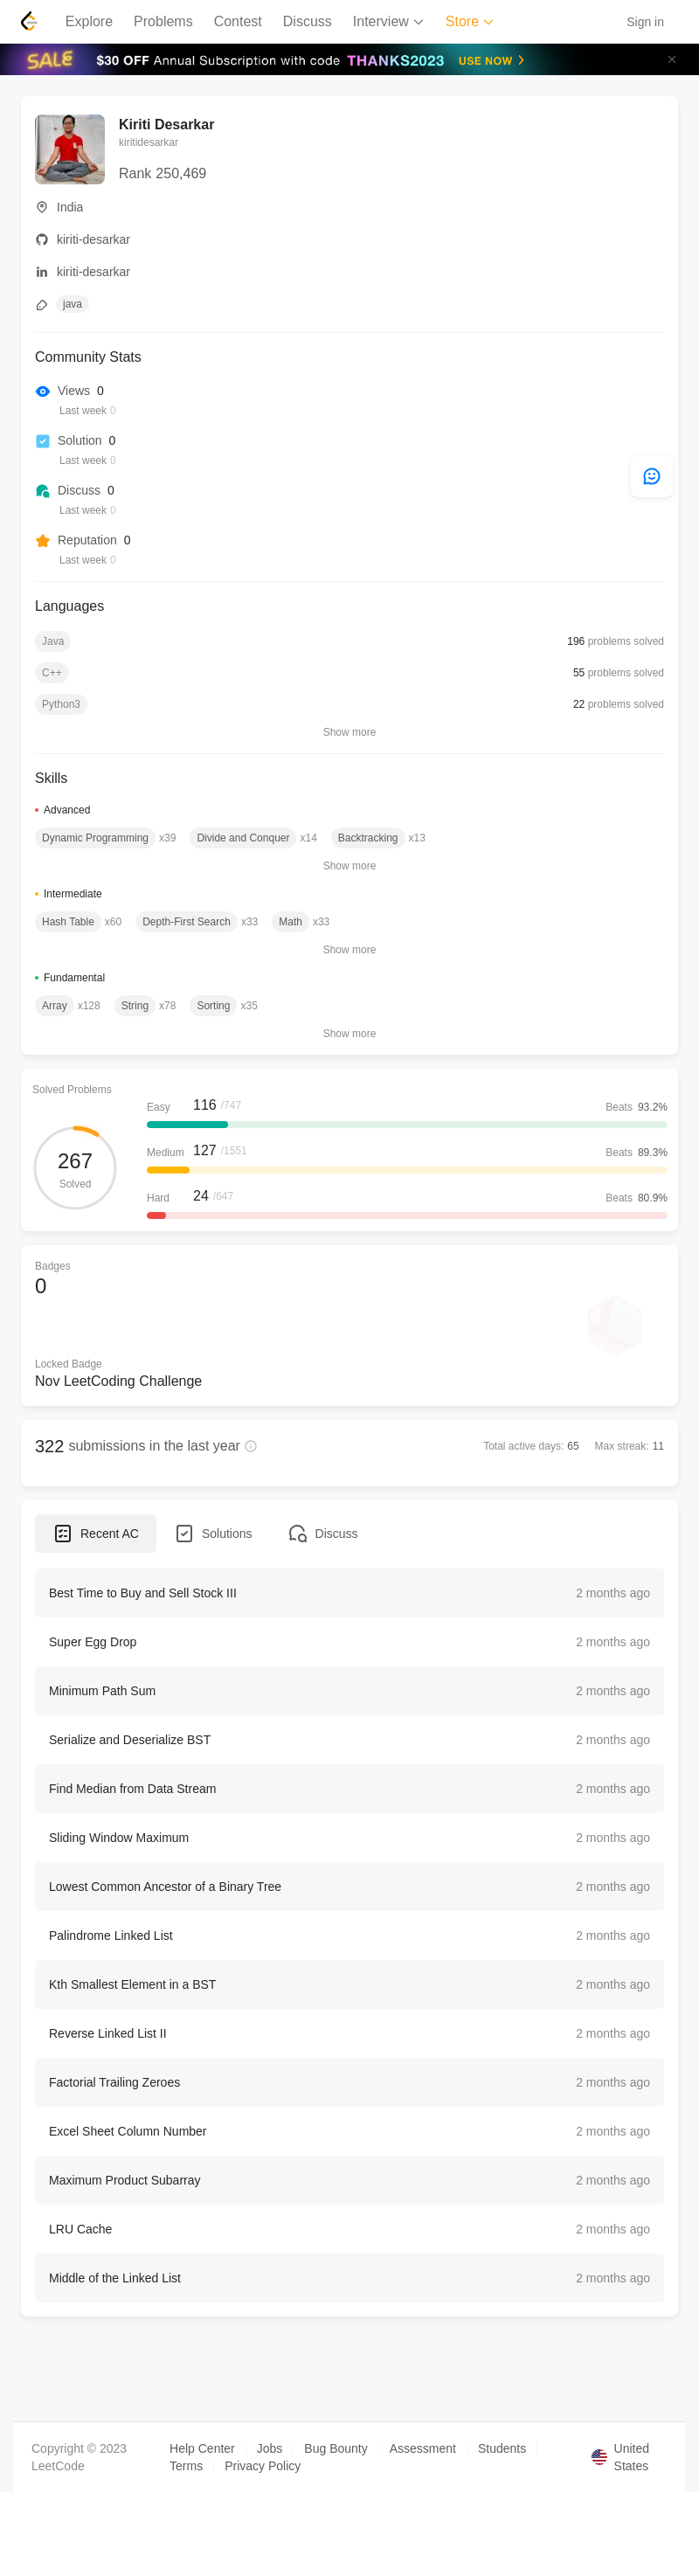 Explore Problems Contest Discuss Interview Store Sign in
SALE $30 OFF Annual Subscription with code THANKS2023 USE NOW
Kiriti Desarkar
kiritidesarkar
Rank 250,469
India
kiriti-desarkar
kiriti-desarkar
java
Community Stats
Views 0
Last week 0
Solution 0
Last week 0
Discuss 0
Last week 0
Reputation 0
Last week 0
Languages
Java 196 problems solved
C++ 55 problems solved
Python3 22 problems solved
Show more
Skills
Advanced
Dynamic Programming x39 Divide and Conquer x14 Backtracking x13
Show more
Intermediate
Hash Table x60 Depth-First Search x33 Math x33
Show more
Fundamental
Array x128 String x78 Sorting x35
Show more
Solved Problems
267
Solved
Easy 116 /747 Beats 93.2%
Medium 127 /1551 Beats 89.3%
Hard 24 /647 Beats 80.9%
Badges
0
Locked Badge
Nov LeetCoding Challenge
322 submissions in the last year Total active days: 65 Max streak: 11
Recent AC Solutions Discuss
Best Time to Buy and Sell Stock III 2 months ago
Super Egg Drop 2 months ago
Minimum Path Sum 2 months ago
Serialize and Deserialize BST 2 months ago
Find Median from Data Stream 2 months ago
Sliding Window Maximum 2 months ago
Lowest Common Ancestor of a Binary Tree 2 months ago
Palindrome Linked List 2 months ago
Kth Smallest Element in a BST 2 months ago
Reverse Linked List II 2 months ago
Factorial Trailing Zeroes 2 months ago
Excel Sheet Column Number 2 months ago
Maximum Product Subarray 2 months ago
LRU Cache 2 months ago
Middle of the Linked List 2 months ago
Copyright © 2023
LeetCode
Help Center Jobs Bug Bounty Assessment Students
Terms Privacy Policy
United
States